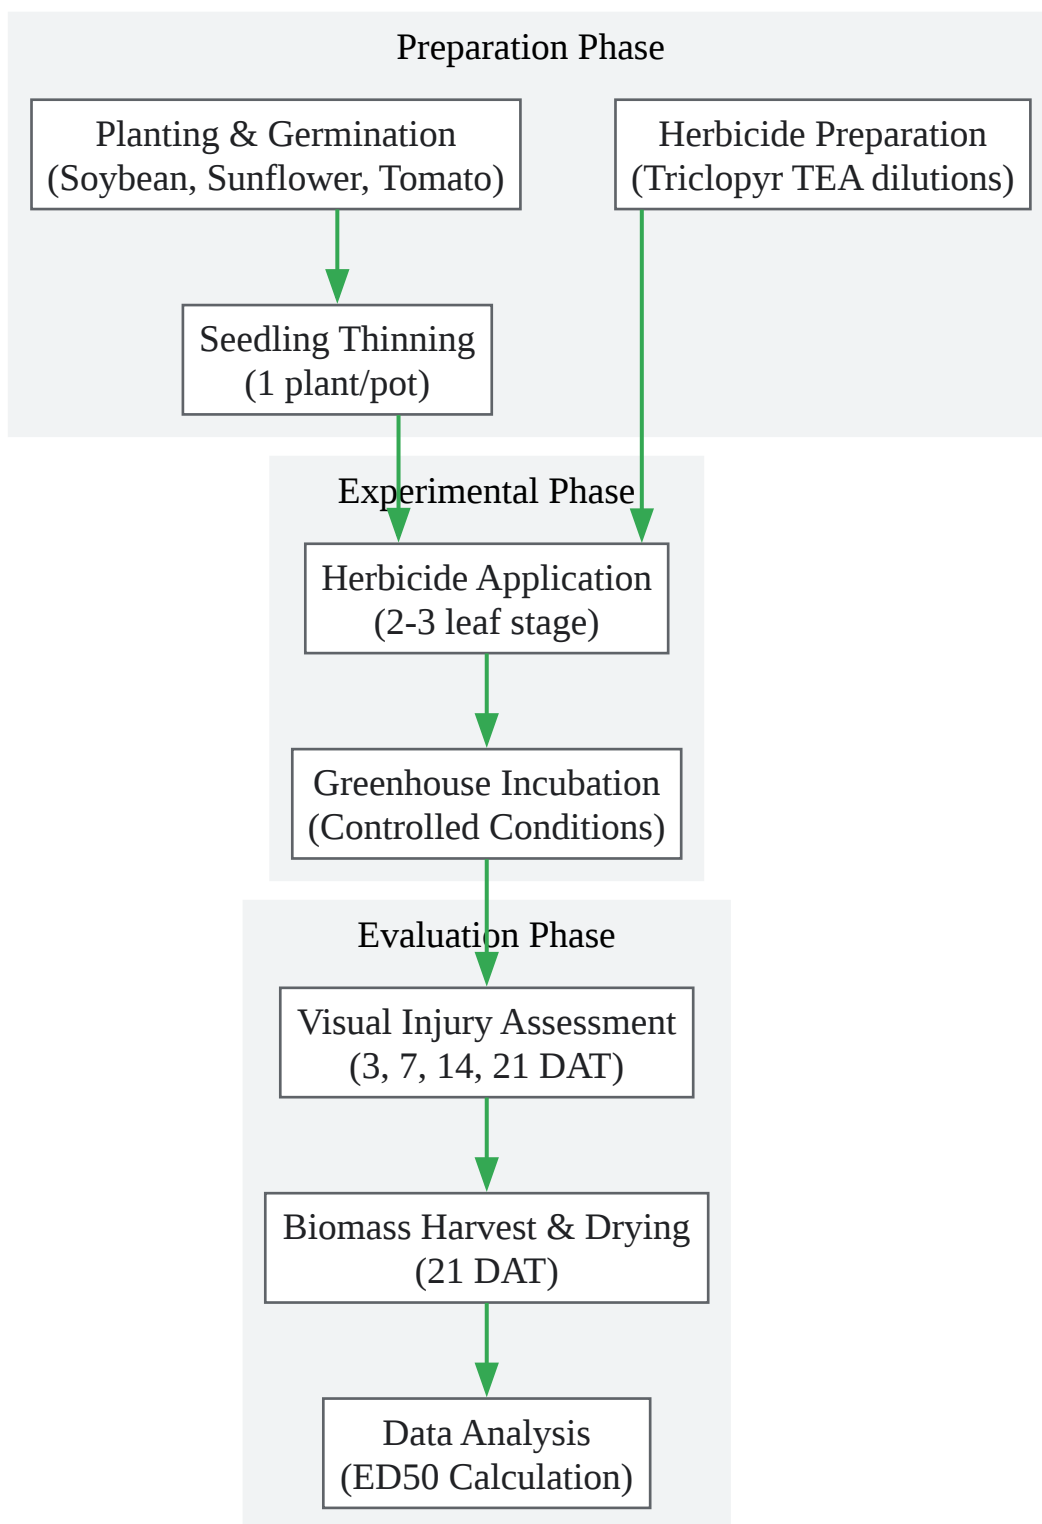 Preparation Phase
Planting & Germination
(Soybean, Sunflower, Tomato)
Herbicide Preparation
(Triclopyr TEA dilutions)
Seedling Thinning
(1 plant/pot)
Experimental Phase
Herbicide Application
(2-3 leaf stage)
Greenhouse Incubation
(Controlled Conditions)
Evaluation Phase
Visual Injury Assessment
(3, 7, 14, 21 DAT)
Biomass Harvest & Drying
(21 DAT)
Data Analysis
(ED50 Calculation)